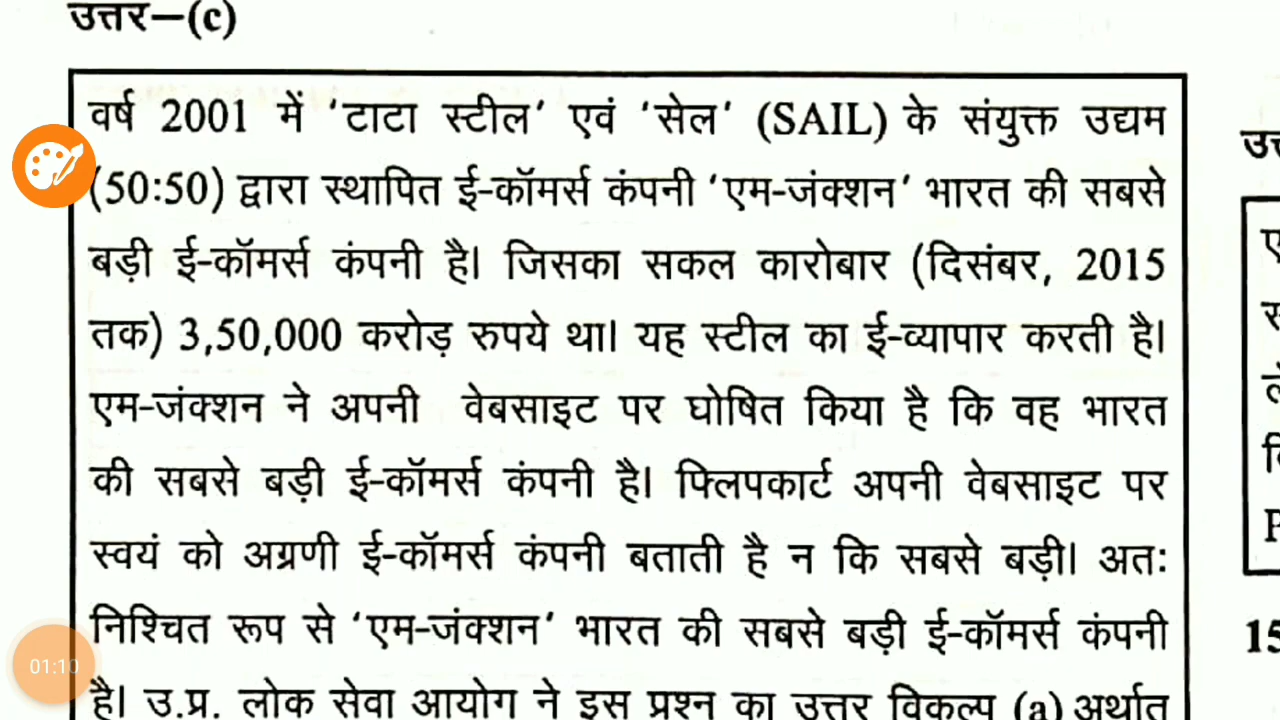 उत्तर–(c)
वर्ष 2001 में ‘टाटा स्टील’ एवं ‘सेल’ (SAIL) के संयुक्त उद्यम
(50:50) द्वारा स्थापित ई-कॉमर्स कंपनी ‘एम-जंक्शन’ भारत की सबसे
बड़ी ई-कॉमर्स कंपनी है। जिसका सकल कारोबार (दिसंबर, 2015
तक) 3,50,000 करोड़ रुपये था। यह स्टील का ई-व्यापार करती है।
एम-जंक्शन ने अपनी वेबसाइट पर घोषित किया है कि वह भारत
की सबसे बड़ी ई-कॉमर्स कंपनी है। फ्लिपकार्ट अपनी वेबसाइट पर
स्वयं को अग्रणी ई-कॉमर्स कंपनी बताती है न कि सबसे बड़ी। अतः
निश्चित रूप से ‘एम-जंक्शन’ भारत की सबसे बड़ी ई-कॉमर्स कंपनी
है। उ.प्र. लोक सेवा आयोग ने इस प्रश्न का उत्तर विकल्प (a) अर्थात
15
01:10